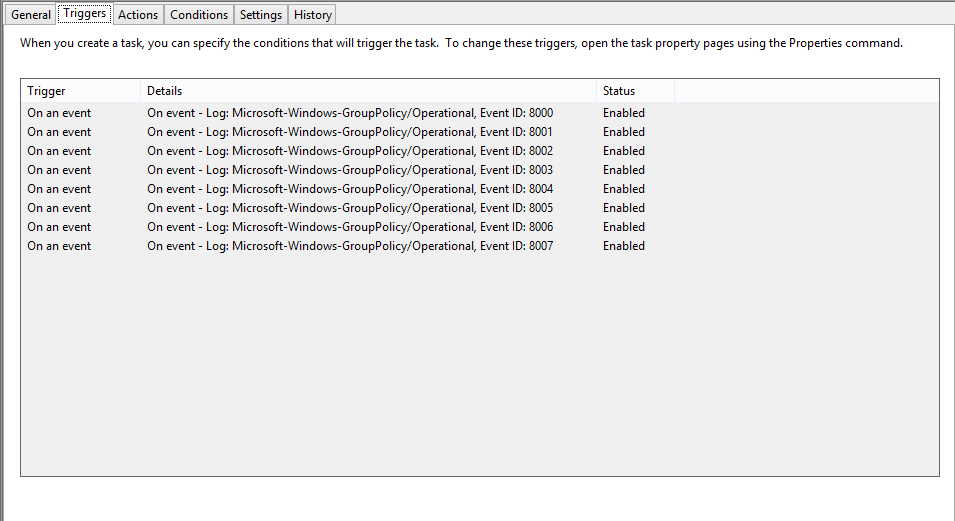 General Triggers Actions Conditions Settings History
When you create a task, you can specify the conditions that will trigger the task.  To change these triggers, open the task property pages using the Properties command.
Trigger Details Status
On an event On event - Log: Microsoft-Windows-GroupPolicy/Operational, Event ID: 8000 Enabled
On an event On event - Log: Microsoft-Windows-GroupPolicy/Operational, Event ID: 8001 Enabled
On an event On event - Log: Microsoft-Windows-GroupPolicy/Operational, Event ID: 8002 Enabled
On an event On event - Log: Microsoft-Windows-GroupPolicy/Operational, Event ID: 8003 Enabled
On an event On event - Log: Microsoft-Windows-GroupPolicy/Operational, Event ID: 8004 Enabled
On an event On event - Log: Microsoft-Windows-GroupPolicy/Operational, Event ID: 8005 Enabled
On an event On event - Log: Microsoft-Windows-GroupPolicy/Operational, Event ID: 8006 Enabled
On an event On event - Log: Microsoft-Windows-GroupPolicy/Operational, Event ID: 8007 Enabled